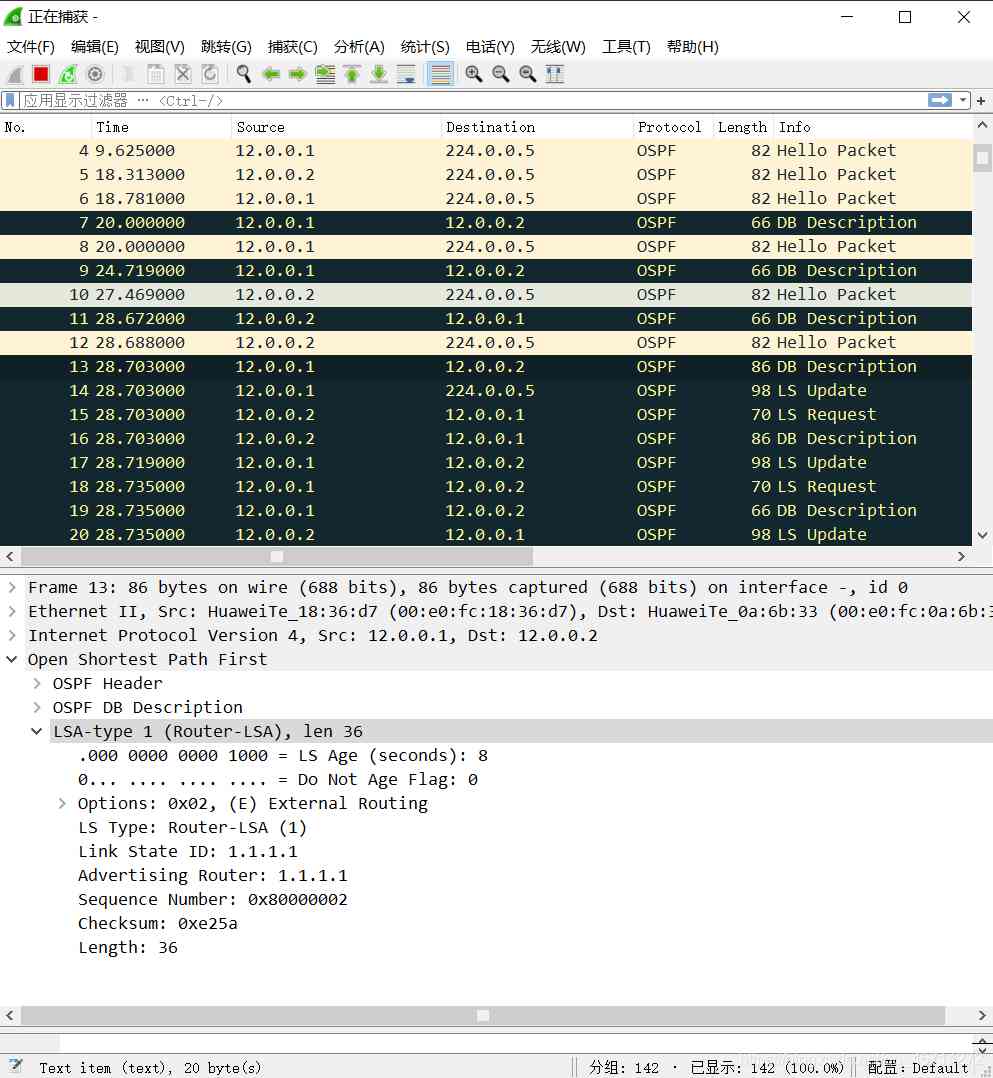 正在捕获 -
文件(F) 编辑(E) 视图(V) 跳转(G) 捕获(C) 分析(A) 统计(S) 电话(Y) 无线(W) 工具(T) 帮助(H)
应用显示过滤器 … <Ctrl-/>
No. Time Source Destination Protocol Length Info
4 9.625000 12.0.0.1 224.0.0.5 OSPF 82 Hello Packet
5 18.313000 12.0.0.2 224.0.0.5 OSPF 82 Hello Packet
6 18.781000 12.0.0.1 224.0.0.5 OSPF 82 Hello Packet
7 20.000000 12.0.0.1 12.0.0.2 OSPF 66 DB Description
8 20.000000 12.0.0.1 224.0.0.5 OSPF 82 Hello Packet
9 24.719000 12.0.0.1 12.0.0.2 OSPF 66 DB Description
10 27.469000 12.0.0.2 224.0.0.5 OSPF 82 Hello Packet
11 28.672000 12.0.0.2 12.0.0.1 OSPF 66 DB Description
12 28.688000 12.0.0.2 224.0.0.5 OSPF 82 Hello Packet
13 28.703000 12.0.0.1 12.0.0.2 OSPF 86 DB Description
14 28.703000 12.0.0.1 224.0.0.5 OSPF 98 LS Update
15 28.703000 12.0.0.2 12.0.0.1 OSPF 70 LS Request
16 28.703000 12.0.0.2 12.0.0.1 OSPF 86 DB Description
17 28.719000 12.0.0.1 12.0.0.2 OSPF 98 LS Update
18 28.735000 12.0.0.1 12.0.0.2 OSPF 70 LS Request
19 28.735000 12.0.0.1 12.0.0.2 OSPF 66 DB Description
20 28.735000 12.0.0.2 12.0.0.1 OSPF 98 LS Update
Frame 13: 86 bytes on wire (688 bits), 86 bytes captured (688 bits) on interface -, id 0
Ethernet II, Src: HuaweiTe_18:36:d7 (00:e0:fc:18:36:d7), Dst: HuaweiTe_0a:6b:33 (00:e0:fc:0a:6b:3
Internet Protocol Version 4, Src: 12.0.0.1, Dst: 12.0.0.2
Open Shortest Path First
OSPF Header
OSPF DB Description
LSA-type 1 (Router-LSA), len 36
.000 0000 0000 1000 = LS Age (seconds): 8
0... .... .... .... = Do Not Age Flag: 0
Options: 0x02, (E) External Routing
LS Type: Router-LSA (1)
Link State ID: 1.1.1.1
Advertising Router: 1.1.1.1
Sequence Number: 0x80000002
Checksum: 0xe25a
Length: 36
Text item (text), 20 byte(s) 分组: 142 · 已显示: 142 (100.0%) 配置: Default